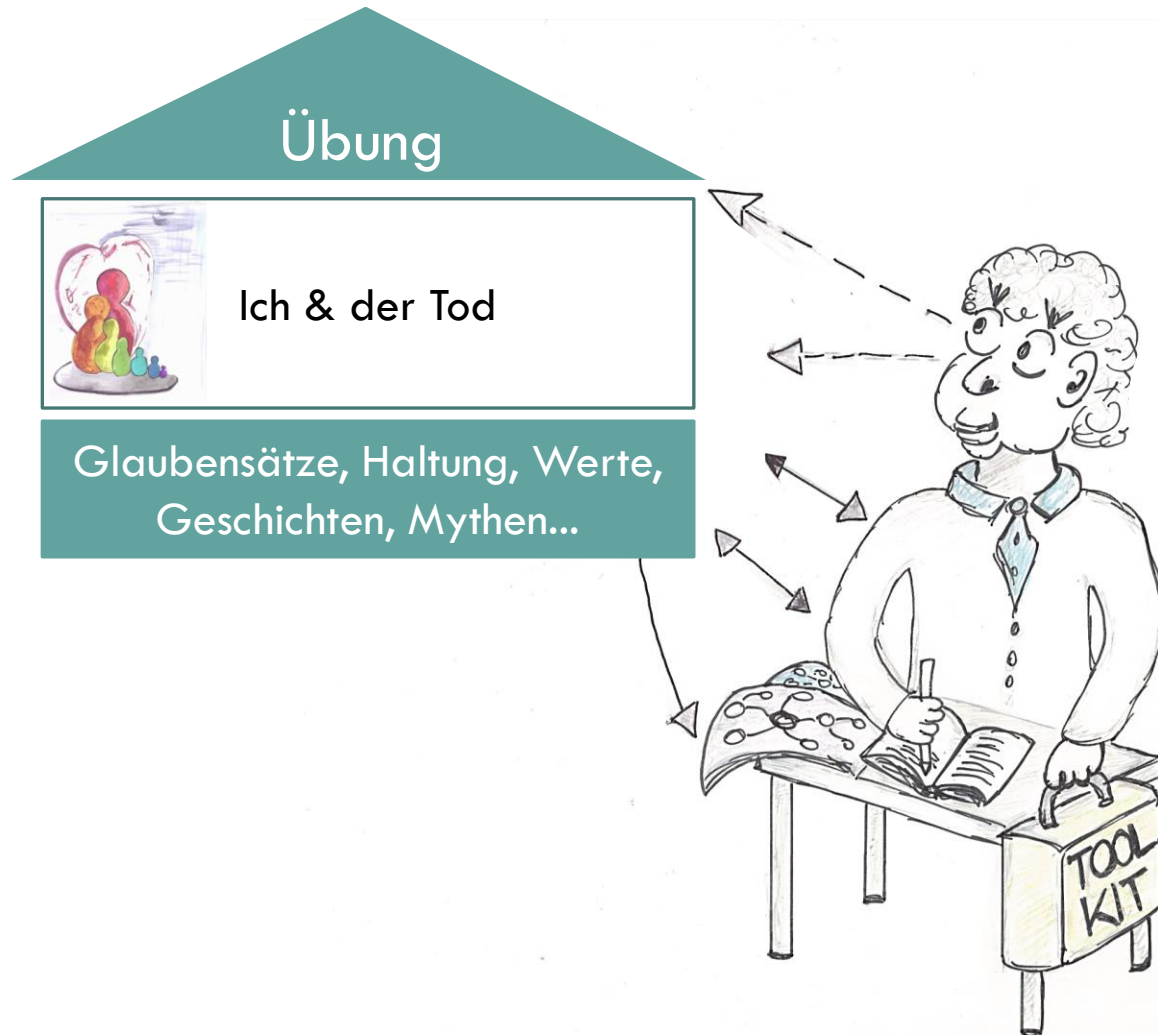 Übung
Ich & der Tod
Glaubensätze, Haltung, Werte,
Geschichten, Mythen...
TOOL
KIT